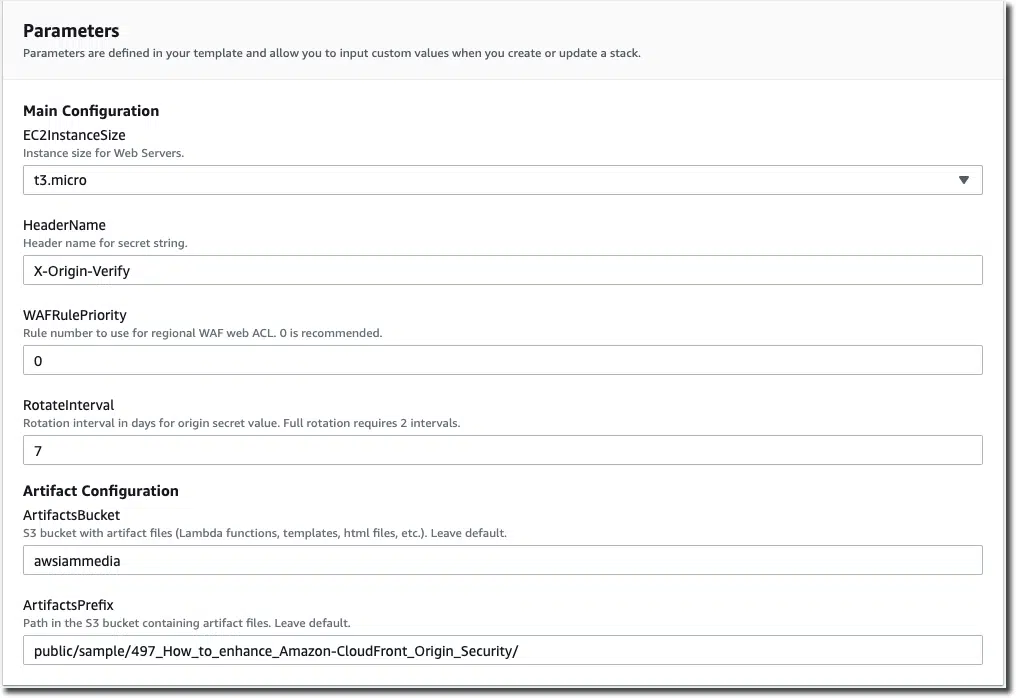 Parameters
Parameters are defined in your template and allow you to input custom values when you create or update a stack.
Main Configuration
EC2InstanceSize
Instance size for Web Servers.
t3.micro
HeaderName
Header name for secret string.
X-Origin-Verify
WAFRulePriority
Rule number to use for regional WAF web ACL. 0 is recommended.
0
RotateInterval
Rotation interval in days for origin secret value. Full rotation requires 2 intervals.
7
Artifact Configuration
ArtifactsBucket
S3 bucket with artifact files (Lambda functions, templates, html files, etc.). Leave default.
awsiammedia
ArtifactsPrefix
Path in the S3 bucket containing artifact files. Leave default.
public/sample/497_How_to_enhance_Amazon-CloudFront_Origin_Security/